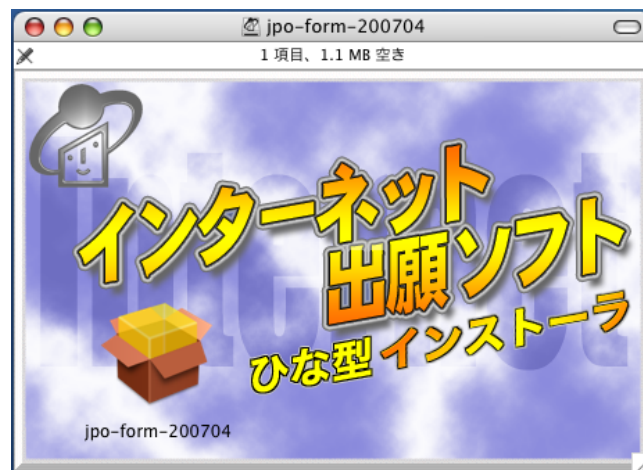 jpo-form-200704
1 項目、1.1 MB 空き
Internet
インターネット
出願ソフト
ひな型 インストーラ
jpo-form-200704